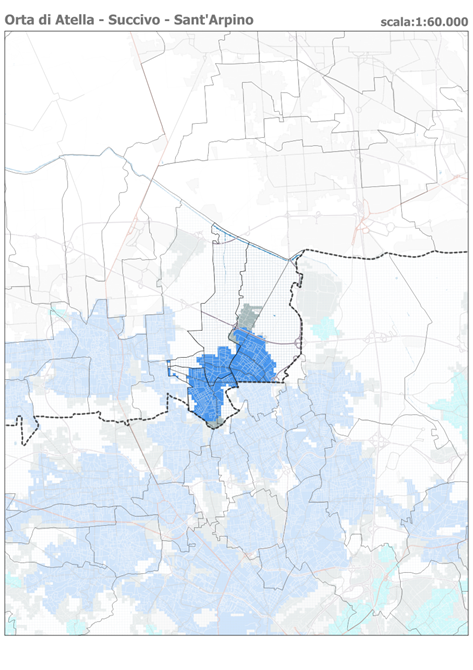 Orta di Atella - Succivo - Sant'Arpino
scala:1:60.000